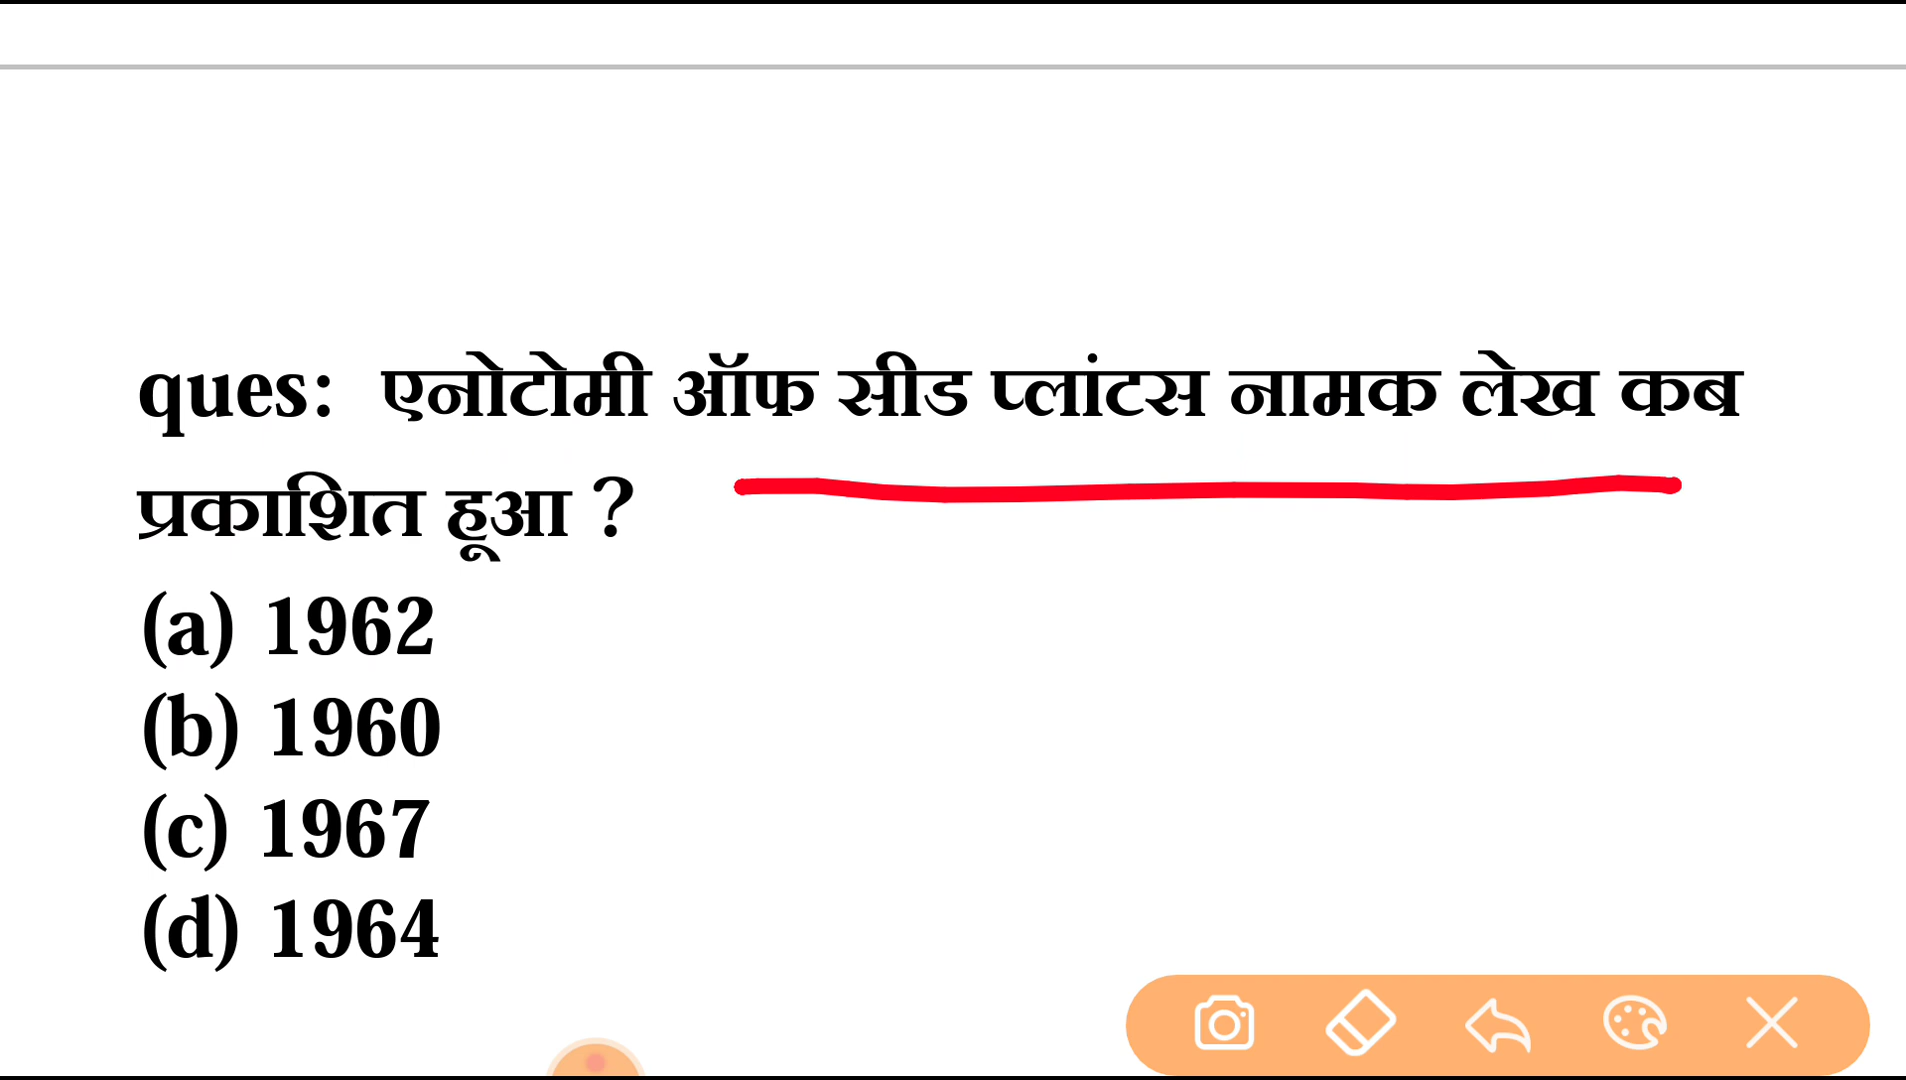 ques: एनोटोमी ऑफ सीड प्लांटस नामक लेख कब
प्रकाशित हूआ ?
(a) 1962
(b) 1960
(c) 1967
(d) 1964